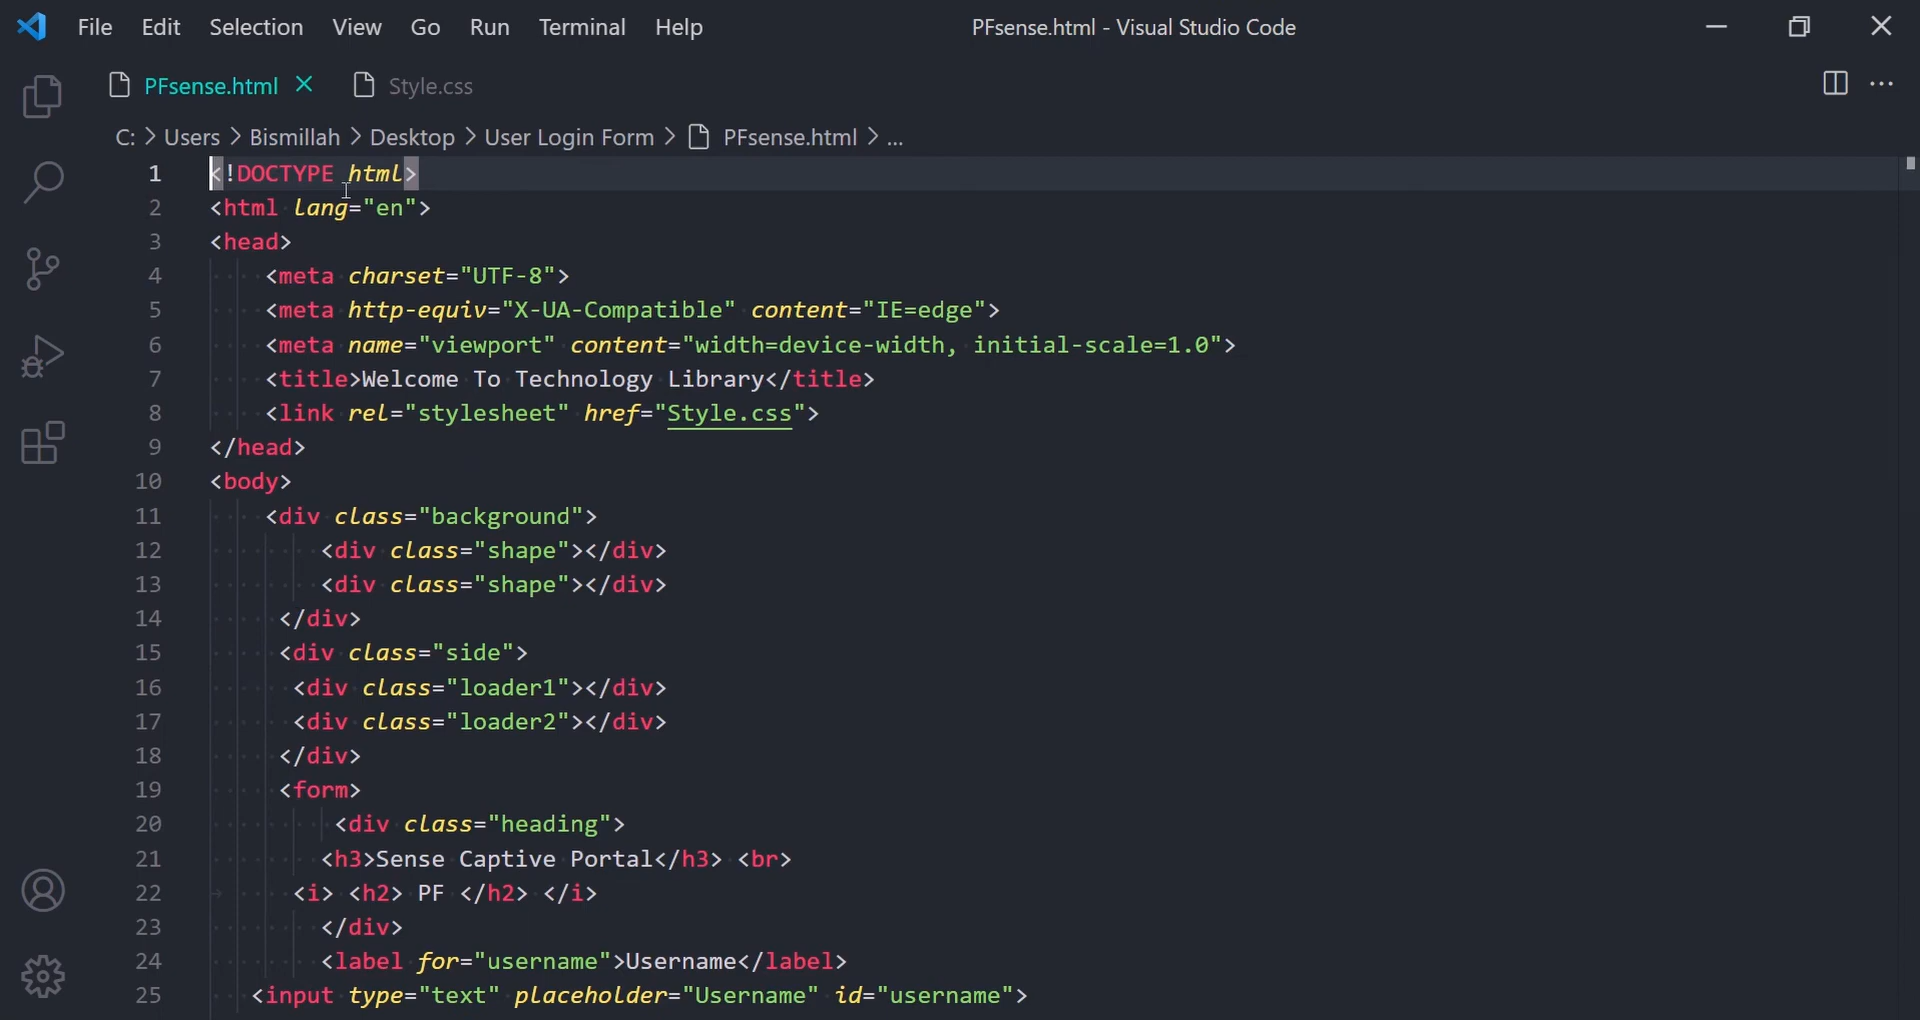 File Edit Selection View Go Run Terminal Help PFsense.html - Visual Studio Code
PFsense.html Style.css
C: > Users > Bismillah > Desktop > User Login Form > PFsense.html > ...
1 <!DOCTYPE html>
2 <html lang="en">
3 <head>
4 <meta charset="UTF-8">
5 <meta http-equiv="X-UA-Compatible" content="IE=edge">
6 <meta name="viewport" content="width=device-width, initial-scale=1.0">
7 <title>Welcome To Technology Library</title>
8 <link rel="stylesheet" href="Style.css">
9 </head>
10 <body>
11 <div class="background">
12 <div class="shape"></div>
13 <div class="shape"></div>
14 </div>
15 <div class="side">
16 <div class="loader1"></div>
17 <div class="loader2"></div>
18 </div>
19 <form>
20 <div class="heading">
21 <h3>Sense Captive Portal</h3> <br>
22 <i> <h2> PF </h2> </i>
23 </div>
24 <label for="username">Username</label>
25 <input type="text" placeholder="Username" id="username">